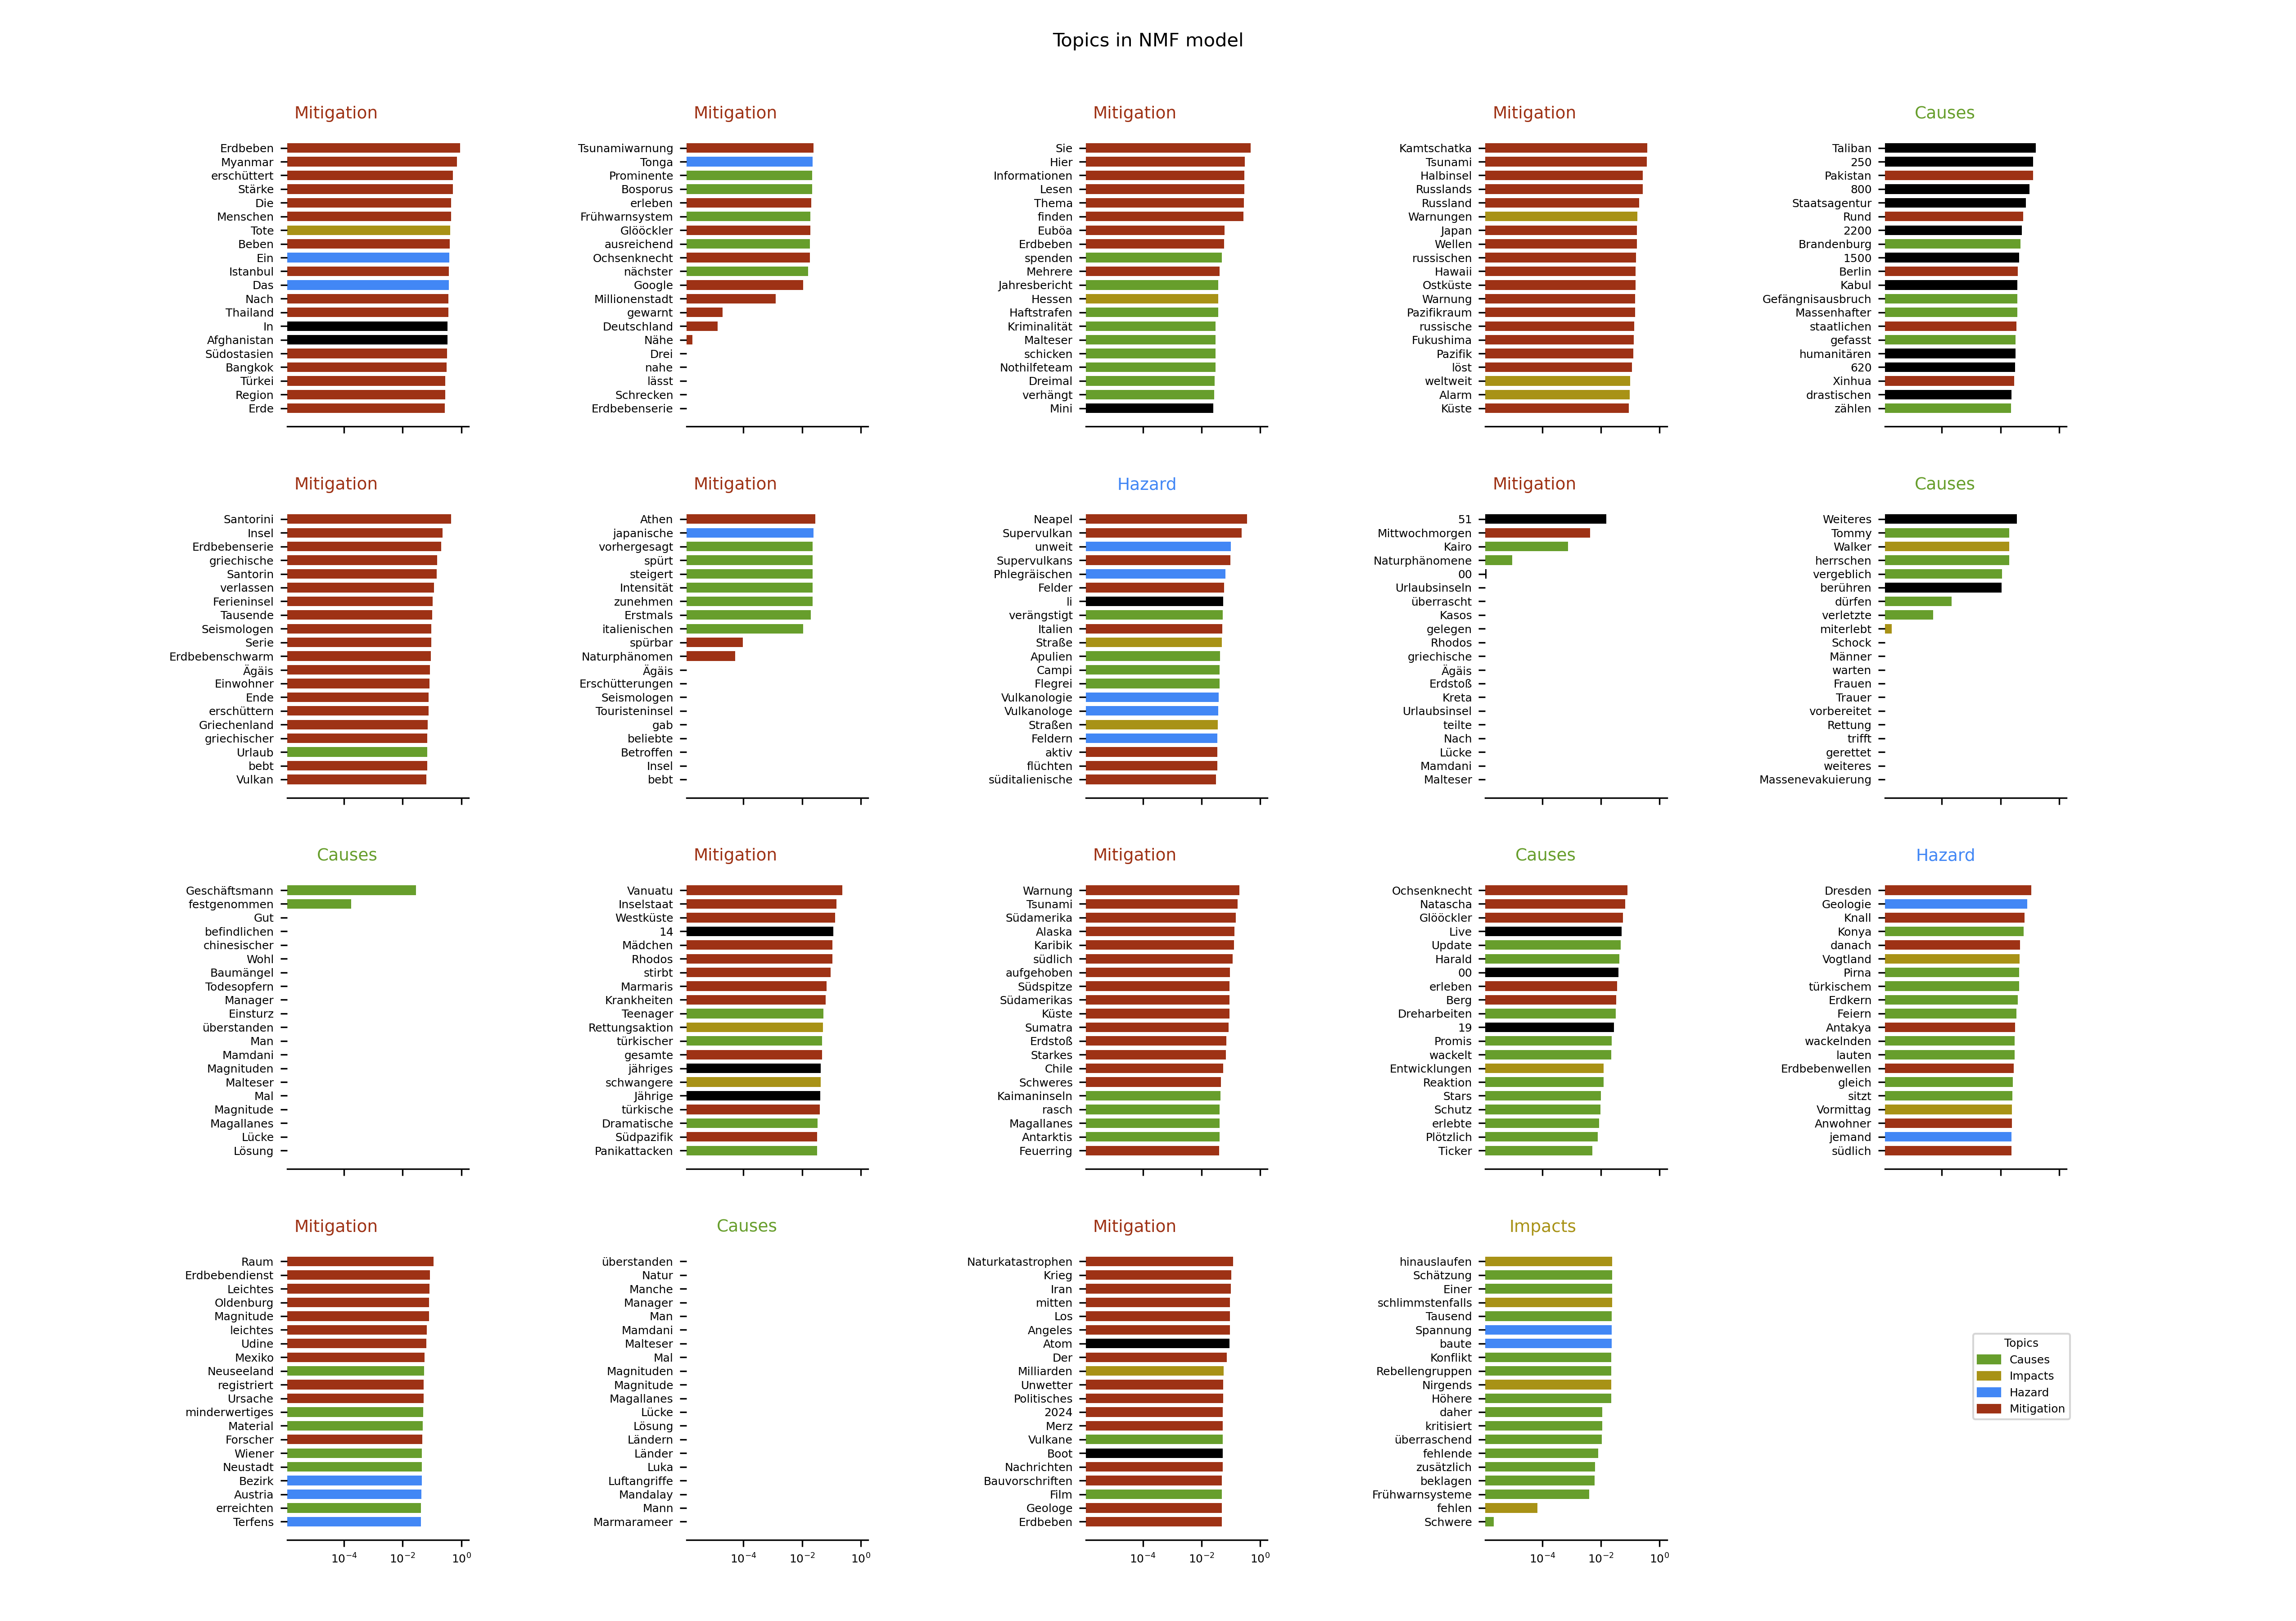 Topics in NMF model
Mitigation
Erdbeben
Myanmar
erschüttert
Stärke
Die
Menschen
Tote
Beben
Ein
Istanbul
Das
Nach
Thailand
In
Afghanistan
Südostasien
Bangkok
Türkei
Region
Erde
Mitigation
Tsunamiwarnung
Tonga
Prominente
Bosporus
erleben
Frühwarnsystem
Glööckler
ausreichend
Ochsenknecht
nächster
Google
Millionenstadt
gewarnt
Deutschland
Nähe
Drei
nahe
lässt
Schrecken
Erdbebenserie
Mitigation
Sie
Hier
Informationen
Lesen
Thema
finden
Euböa
Erdbeben
spenden
Mehrere
Jahresbericht
Hessen
Haftstrafen
Kriminalität
Malteser
schicken
Nothilfeteam
Dreimal
verhängt
Mini
Mitigation
Kamtschatka
Tsunami
Halbinsel
Russlands
Russland
Warnungen
Japan
Wellen
russischen
Hawaii
Ostküste
Warnung
Pazifikraum
russische
Fukushima
Pazifik
löst
weltweit
Alarm
Küste
Causes
Taliban
250
Pakistan
800
Staatsagentur
Rund
2200
Brandenburg
1500
Berlin
Kabul
Gefängnisausbruch
Massenhafter
staatlichen
gefasst
humanitären
620
Xinhua
drastischen
zählen
Mitigation
Santorini
Insel
Erdbebenserie
griechische
Santorin
verlassen
Ferieninsel
Tausende
Seismologen
Serie
Erdbebenschwarm
Ägäis
Einwohner
Ende
erschüttern
Griechenland
griechischer
Urlaub
bebt
Vulkan
Mitigation
Athen
japanische
vorhergesagt
spürt
steigert
Intensität
zunehmen
Erstmals
italienischen
spürbar
Naturphänomen
Ägäis
Erschütterungen
Seismologen
Touristeninsel
gab
beliebte
Betroffen
Insel
bebt
Hazard
Neapel
Supervulkan
unweit
Supervulkans
Phlegräischen
Felder
li
verängstigt
Italien
Straße
Apulien
Campi
Flegrei
Vulkanologie
Vulkanologe
Straßen
Feldern
aktiv
flüchten
süditalienische
Mitigation
51
Mittwochmorgen
Kairo
Naturphänomene
00
Urlaubsinseln
überrascht
Kasos
gelegen
Rhodos
griechische
Ägäis
Erdstoß
Kreta
Urlaubsinsel
teilte
Nach
Lücke
Mamdani
Malteser
Causes
Weiteres
Tommy
Walker
herrschen
vergeblich
berühren
dürfen
verletzte
miterlebt
Schock
Männer
warten
Frauen
Trauer
vorbereitet
Rettung
trifft
gerettet
weiteres
Massenevakuierung
Causes
Geschäftsmann
festgenommen
Gut
befindlichen
chinesischer
Wohl
Baumängel
Todesopfern
Manager
Einsturz
überstanden
Man
Mamdani
Magnituden
Malteser
Mal
Magnitude
Magallanes
Lücke
Lösung
Mitigation
Vanuatu
Inselstaat
Westküste
14
Mädchen
Rhodos
stirbt
Marmaris
Krankheiten
Teenager
Rettungsaktion
türkischer
gesamte
jähriges
schwangere
Jährige
türkische
Dramatische
Südpazifik
Panikattacken
Mitigation
Warnung
Tsunami
Südamerika
Alaska
Karibik
südlich
aufgehoben
Südspitze
Südamerikas
Küste
Sumatra
Erdstoß
Starkes
Chile
Schweres
Kaimaninseln
rasch
Magallanes
Antarktis
Feuerring
Causes
Ochsenknecht
Natascha
Glööckler
Live
Update
Harald
00
erleben
Berg
Dreharbeiten
19
Promis
wackelt
Entwicklungen
Reaktion
Stars
Schutz
erlebte
Plötzlich
Ticker
Hazard
Dresden
Geologie
Knall
Konya
danach
Vogtland
Pirna
türkischem
Erdkern
Feiern
Antakya
wackelnden
lauten
Erdbebenwellen
gleich
sitzt
Vormittag
Anwohner
jemand
südlich
Mitigation
Raum
Erdbebendienst
Leichtes
Oldenburg
Magnitude
leichtes
Udine
Mexiko
Neuseeland
registriert
Ursache
minderwertiges
Material
Forscher
Wiener
Neustadt
Bezirk
Austria
erreichten
Terfens
10⁻⁴ 10⁻² 10⁰
Causes
überstanden
Natur
Manche
Manager
Man
Mamdani
Malteser
Mal
Magnituden
Magnitude
Magallanes
Lücke
Lösung
Ländern
Länder
Luka
Luftangriffe
Mandalay
Mann
Marmarameer
10⁻⁴ 10⁻² 10⁰
Mitigation
Naturkatastrophen
Krieg
Iran
mitten
Los
Angeles
Atom
Der
Milliarden
Unwetter
Politisches
2024
Merz
Vulkane
Boot
Nachrichten
Bauvorschriften
Film
Geologe
Erdbeben
10⁻⁴ 10⁻² 10⁰
Impacts
hinauslaufen
Schätzung
Einer
schlimmstenfalls
Tausend
Spannung
baute
Konflikt
Rebellengruppen
Nirgends
Höhere
daher
kritisiert
überraschend
fehlende
zusätzlich
beklagen
Frühwarnsysteme
fehlen
Schwere
10⁻⁴ 10⁻² 10⁰
Topics
Causes
Impacts
Hazard
Mitigation